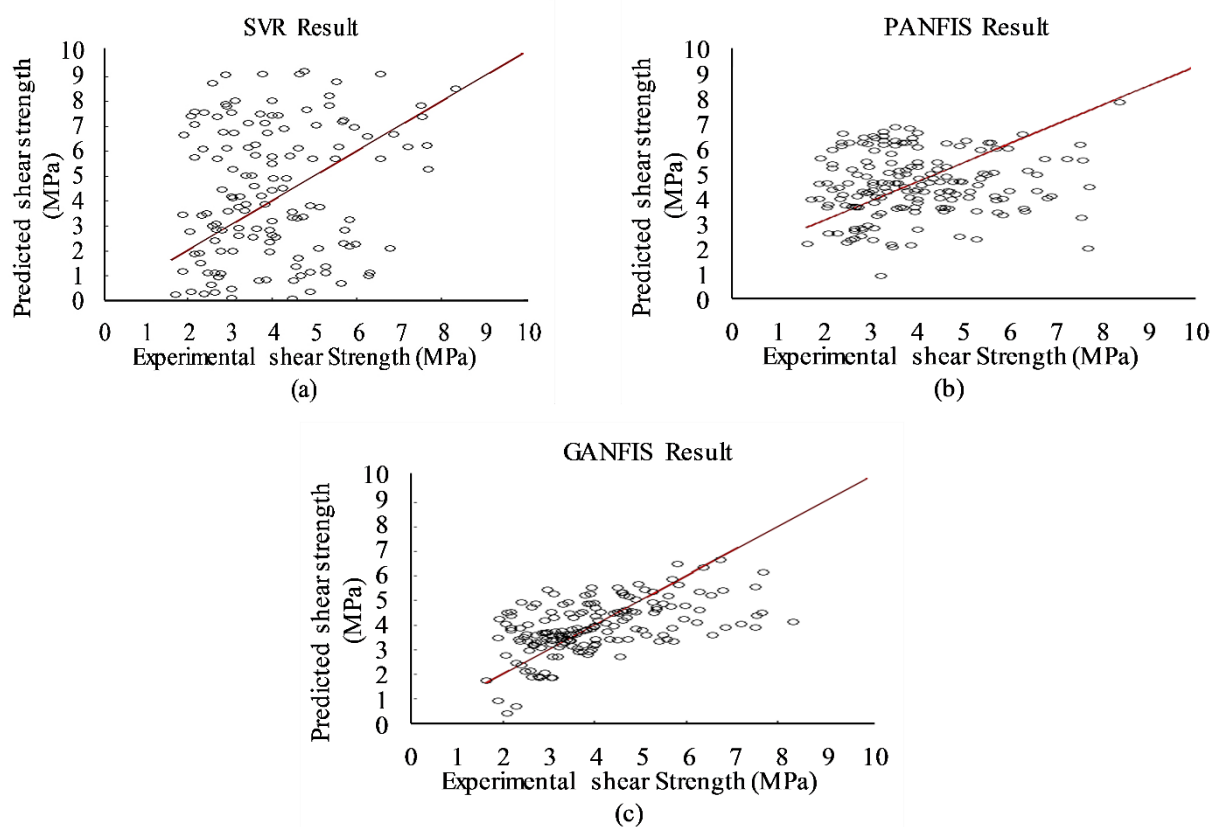 SVR Result
Predicted shear strength
(MPa)
10
9
8
7
6
5
4
3
2
1
0
0 1 2 3 4 5 6 7 8 9 10
Experimental shear Strength (MPa)
(a)
PANFIS Result
Predicted shear strength
(MPa)
10
9
8
7
6
5
4
3
2
1
0
0 1 2 3 4 5 6 7 8 9 10
Experimental shear Strength (MPa)
(b)
GANFIS Result
Predicted shear strength
(MPa)
10
9
8
7
6
5
4
3
2
1
0
0 1 2 3 4 5 6 7 8 9 10
Experimental shear Strength (MPa)
(c)